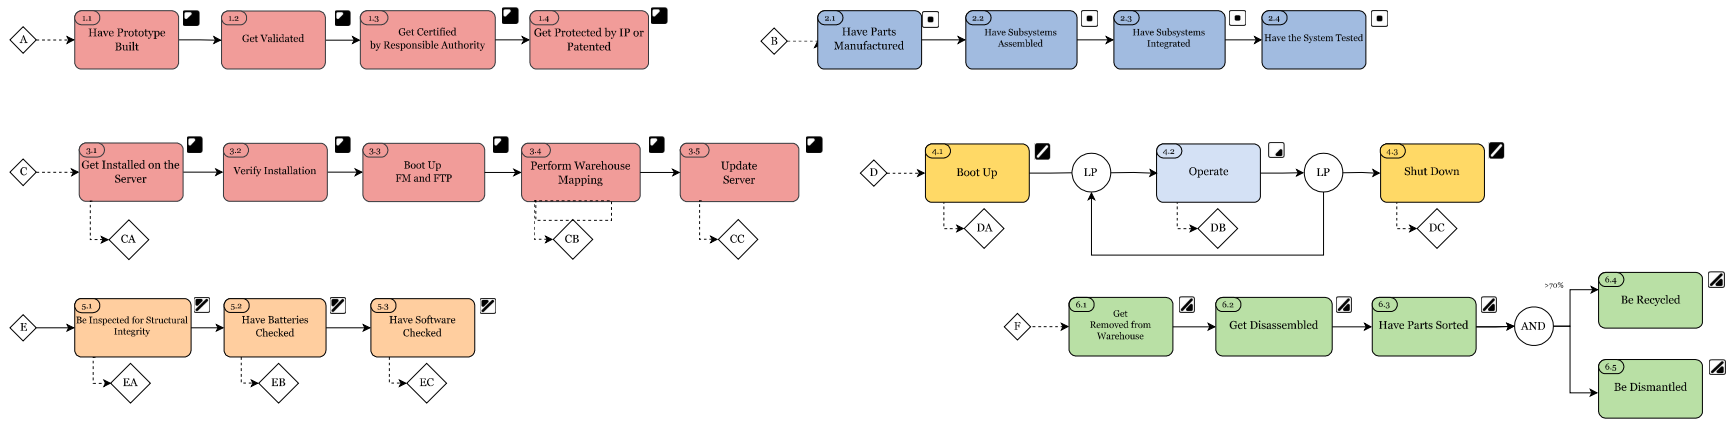 A
1.1
Have Prototype
Built
1.2
Get Validated
1.3
Get Certified
by Responsible Authority
1.4
Get Protected by IP or
Patented
B
2.1
Have Parts
Manufactured
2.2
Have Subsystems
Assembled
2.3
Have Subsystems
Integrated
2.4
Have the System Tested
C
3.1
Get Installed on the
Server
3.2
Verify Installation
3.3
Boot Up
FM and FTP
3.4
Perform Warehouse
Mapping
3.5
Update
Server
CA
CB
CC
D
4.1
Boot Up
LP
4.2
Operate
LP
4.3
Shut Down
DA
DB
DC
E
5.1
Be Inspected for Structural
Integrity
5.2
Have Batteries
Checked
5.3
Have Software
Checked
EA
EB
EC
F
6.1
Get
Removed from
Warehouse
6.2
Get Disassembled
6.3
Have Parts Sorted
AND
>70%
6.4
Be Recycled
6.5
Be Dismantled